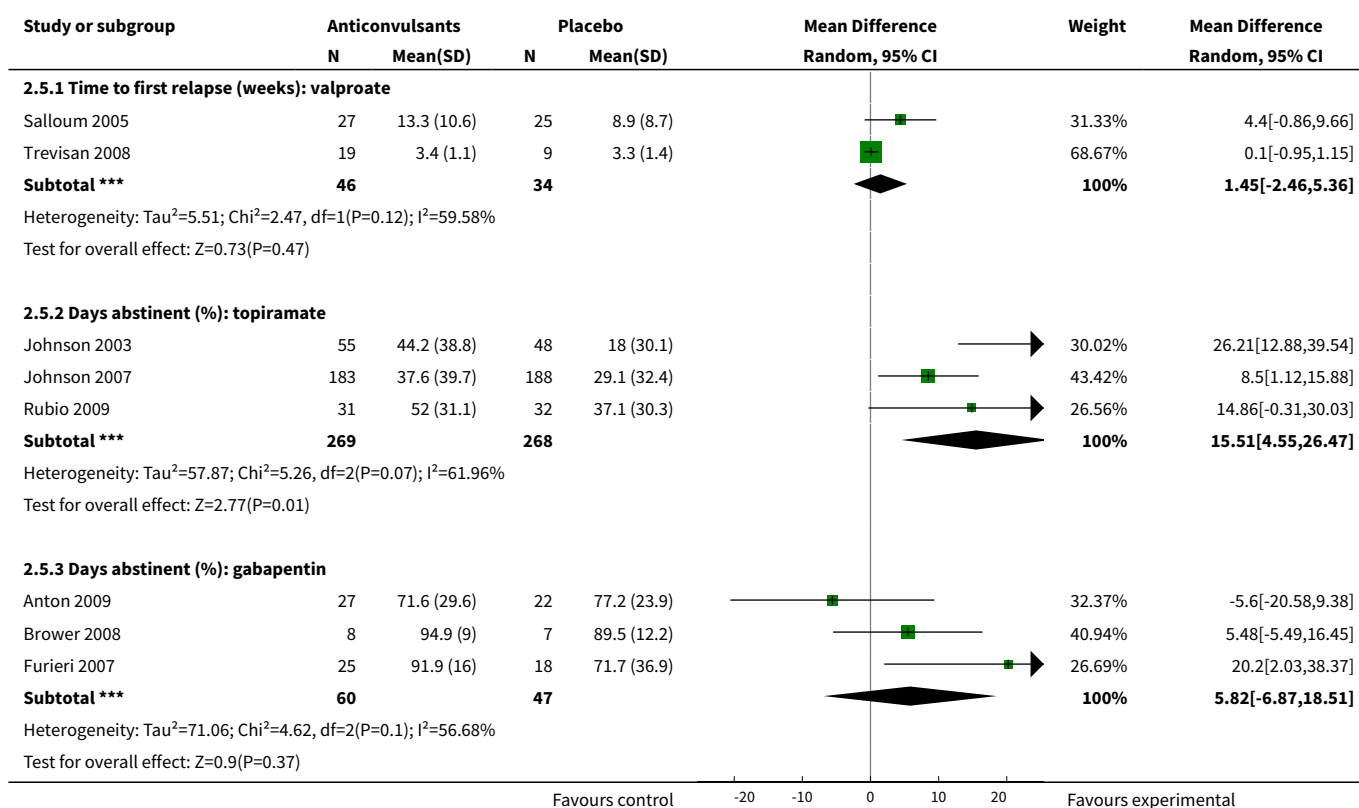 Study or subgroup Anticonvulsants Placebo Mean Difference Weight Mean Difference
N Mean(SD) N Mean(SD) Random, 95% CI Random, 95% CI
2.5.1 Time to first relapse (weeks): valproate
Salloum 2005 27 13.3 (10.6) 25 8.9 (8.7) 31.33% 4.4[-0.86,9.66]
Trevisan 2008 19 3.4 (1.1) 9 3.3 (1.4) 68.67% 0.1[-0.95,1.15]
Subtotal *** 46 34 100% 1.45[-2.46,5.36]
Heterogeneity: Tau²=5.51; Chi²=2.47, df=1(P=0.12); I²=59.58%
Test for overall effect: Z=0.73(P=0.47)
2.5.2 Days abstinent (%): topiramate
Johnson 2003 55 44.2 (38.8) 48 18 (30.1) 30.02% 26.21[12.88,39.54]
Johnson 2007 183 37.6 (39.7) 188 29.1 (32.4) 43.42% 8.5[1.12,15.88]
Rubio 2009 31 52 (31.1) 32 37.1 (30.3) 26.56% 14.86[-0.31,30.03]
Subtotal *** 269 268 100% 15.51[4.55,26.47]
Heterogeneity: Tau²=57.87; Chi²=5.26, df=2(P=0.07); I²=61.96%
Test for overall effect: Z=2.77(P=0.01)
2.5.3 Days abstinent (%): gabapentin
Anton 2009 27 71.6 (29.6) 22 77.2 (23.9) 32.37% -5.6[-20.58,9.38]
Brower 2008 8 94.9 (9) 7 89.5 (12.2) 40.94% 5.48[-5.49,16.45]
Furieri 2007 25 91.9 (16) 18 71.7 (36.9) 26.69% 20.2[2.03,38.37]
Subtotal *** 60 47 100% 5.82[-6.87,18.51]
Heterogeneity: Tau²=71.06; Chi²=4.62, df=2(P=0.1); I²=56.68%
Test for overall effect: Z=0.9(P=0.37)
Favours control -20 -10 0 10 20 Favours experimental